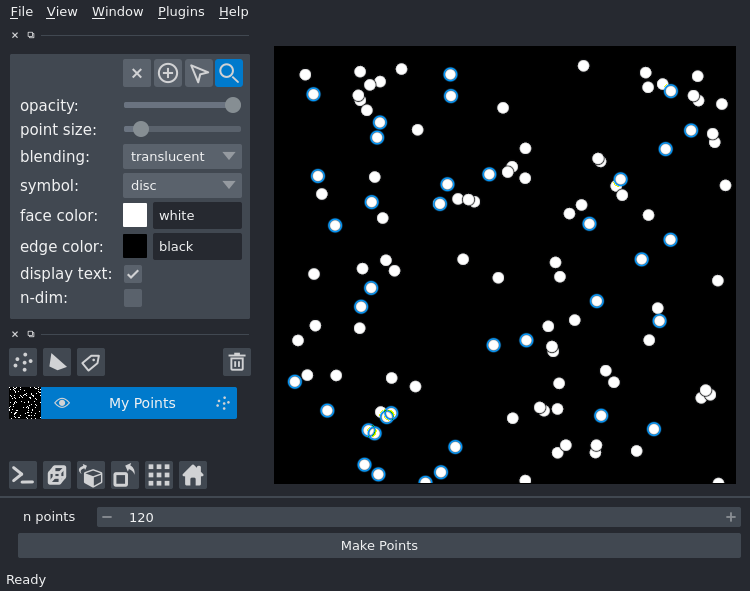 File View Window Plugins Help
opacity:
point size:
blending: translucent
symbol: disc
face color: white
edge color: black
display text:
n-dim:
My Points
n points 120
Make Points
Ready